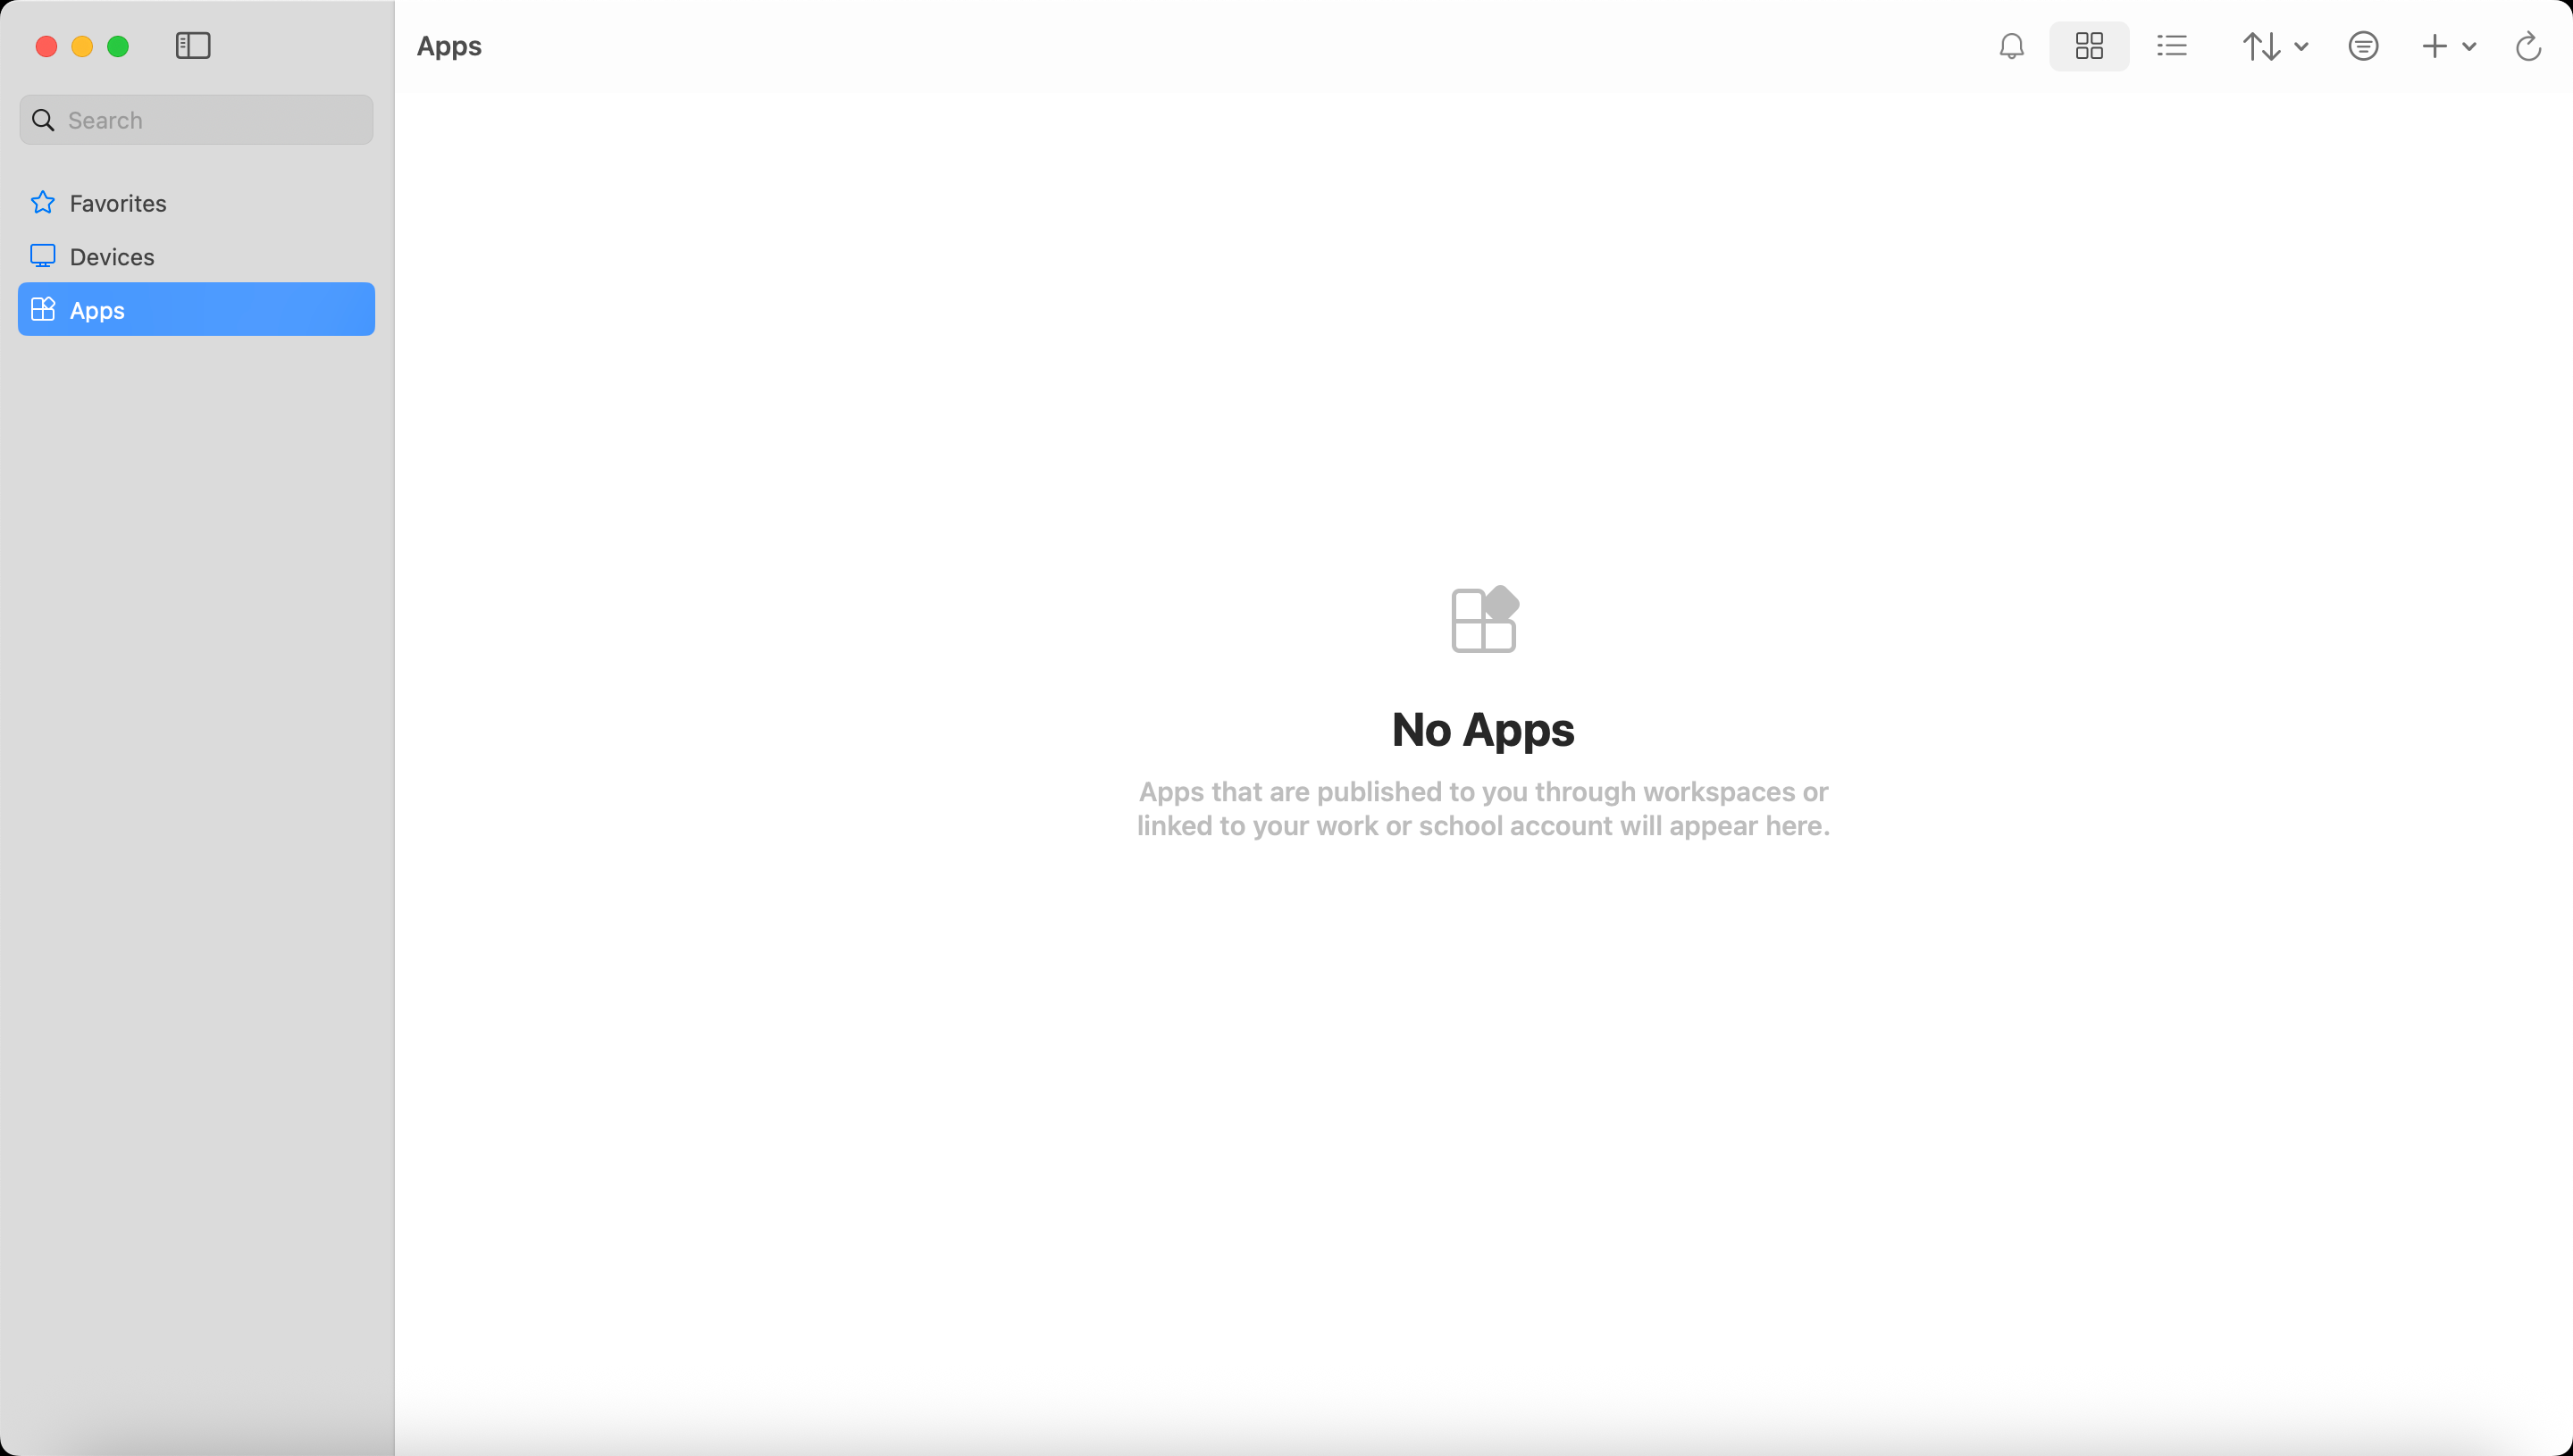 Apps
Search
Favorites
Devices
Apps
No Apps
Apps that are published to you through workspaces or
linked to your work or school account will appear here.